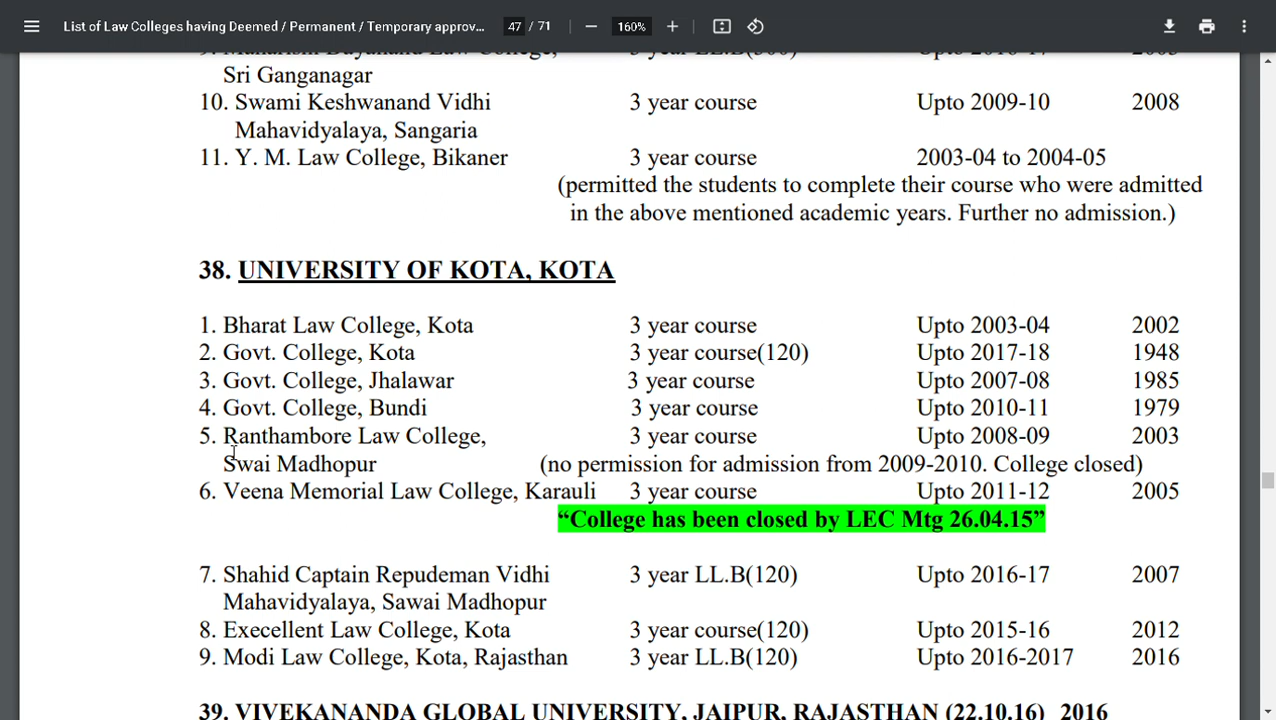 List of Law Colleges having Deemed / Permanent / Temporary approv... 47 / 71 160%
Sri Ganganagar
10. Swami Keshwanand Vidhi 3 year course Upto 2009-10 2008
Mahavidyalaya, Sangaria
11. Y. M. Law College, Bikaner 3 year course 2003-04 to 2004-05
(permitted the students to complete their course who were admitted
in the above mentioned academic years. Further no admission.)
38. UNIVERSITY OF KOTA, KOTA
1. Bharat Law College, Kota 3 year course Upto 2003-04 2002
2. Govt. College, Kota 3 year course(120) Upto 2017-18 1948
3. Govt. College, Jhalawar 3 year course Upto 2007-08 1985
4. Govt. College, Bundi 3 year course Upto 2010-11 1979
5. Ranthambore Law College, 3 year course Upto 2008-09 2003
Swai Madhopur (no permission for admission from 2009-2010. College closed)
6. Veena Memorial Law College, Karauli 3 year course Upto 2011-12 2005
“College has been closed by LEC Mtg 26.04.15”
7. Shahid Captain Repudeman Vidhi 3 year LL.B(120) Upto 2016-17 2007
Mahavidyalaya, Sawai Madhopur
8. Execellent Law College, Kota 3 year course(120) Upto 2015-16 2012
9. Modi Law College, Kota, Rajasthan 3 year LL.B(120) Upto 2016-2017 2016
39. VIVEKANANDA GLOBAL UNIVERSITY, JAIPUR, RAJASTHAN (22.10.16) 2016